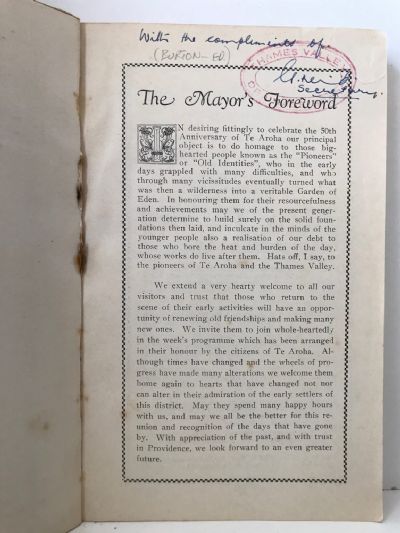 With the compliments of
(BURTON-ED)
THAMES VALLEY
OF
Secretary.
The Mayor's Foreword
IN desiring fittingly to celebrate the 50th
Anniversary of Te Aroha our principal
object is to do homage to those big-
hearted people known as the "Pioneers"
or "Old Identities", who in the early
days grappled with many difficulties, and who
through many vicissitudes eventually turned what
was then a wilderness into a veritable Garden of
Eden. In honouring them for their resourcefulness
and achievements may we of the present gener-
ation determine to build surely on the solid foun-
dations then laid, and inculcate in the minds of the
younger people also a realisation of our debt to
those who bore the heat and burden of the day,
whose works do live after them. Hats off, I say, to
the pioneers of Te Aroha and the Thames Valley.
We extend a very hearty welcome to all our
visitors and trust that those who return to the
scene of their early activities will have an oppor-
tunity of renewing old friendships and making many
new ones. We invite them to join whole-heartedly
in the week's programme which has been arranged
in their honour by the citizens of Te Aroha. Al-
though times have changed and the wheels of pro-
gress have made many alterations we welcome them
home again to hearts that have changed not nor
can alter in their admiration of the early settlers of
this district. May they spend many happy hours
with us, and may we all be the better for this re-
union and recognition of the days that have gone
by. With appreciation of the past, and with trust
in Providence, we look forward to an even greater
future.